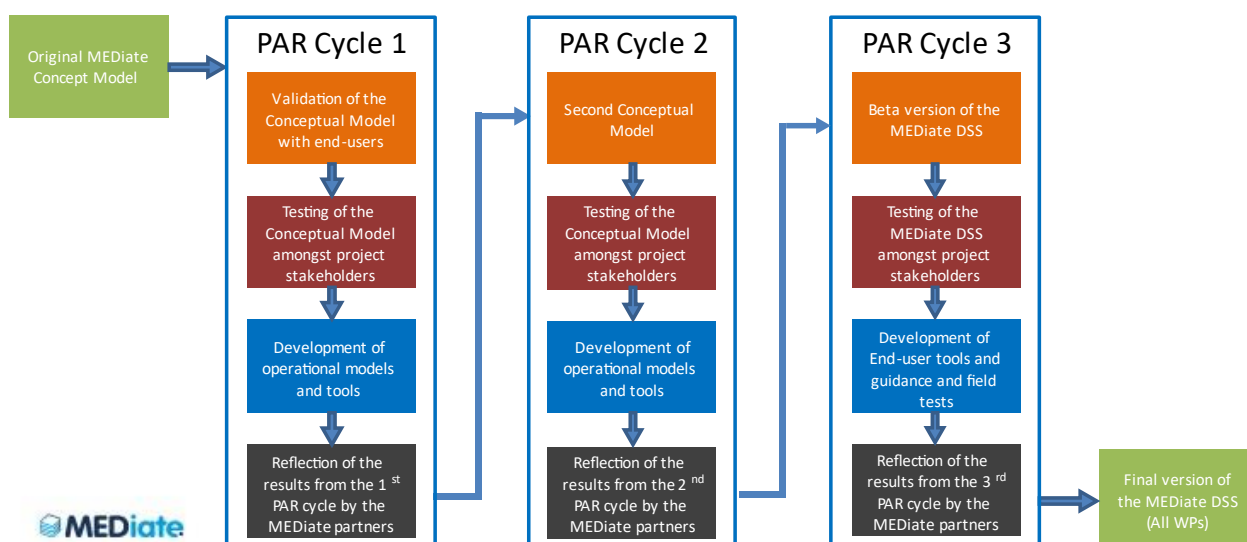 Original MEDiate
Concept Model
PAR Cycle 1
Validation of the
Conceptual Model
with end-users
Testing of the
Conceptual Model
amongst project
stakeholders
Development of
operational models
and tools
Reflection of the
results from the 1 st
PAR cycle by the
MEDiate partners
PAR Cycle 2
Second Conceptual
Model
Testing of the
Conceptual Model
amongst project
stakeholders
Development of
operational models
and tools
Reflection of the
results from the 2 nd
PAR cycle by the
MEDiate partners
PAR Cycle 3
Beta version of the
MEDiate DSS
Testing of the
MEDiate DSS
amongst project
stakeholders
Development of
End-user tools and
guidance and field
tests
Reflection of the
results from the 3 rd
PAR cycle by the
MEDiate partners
Final version of
the MEDiate DSS
(All WPs)
MEDiate